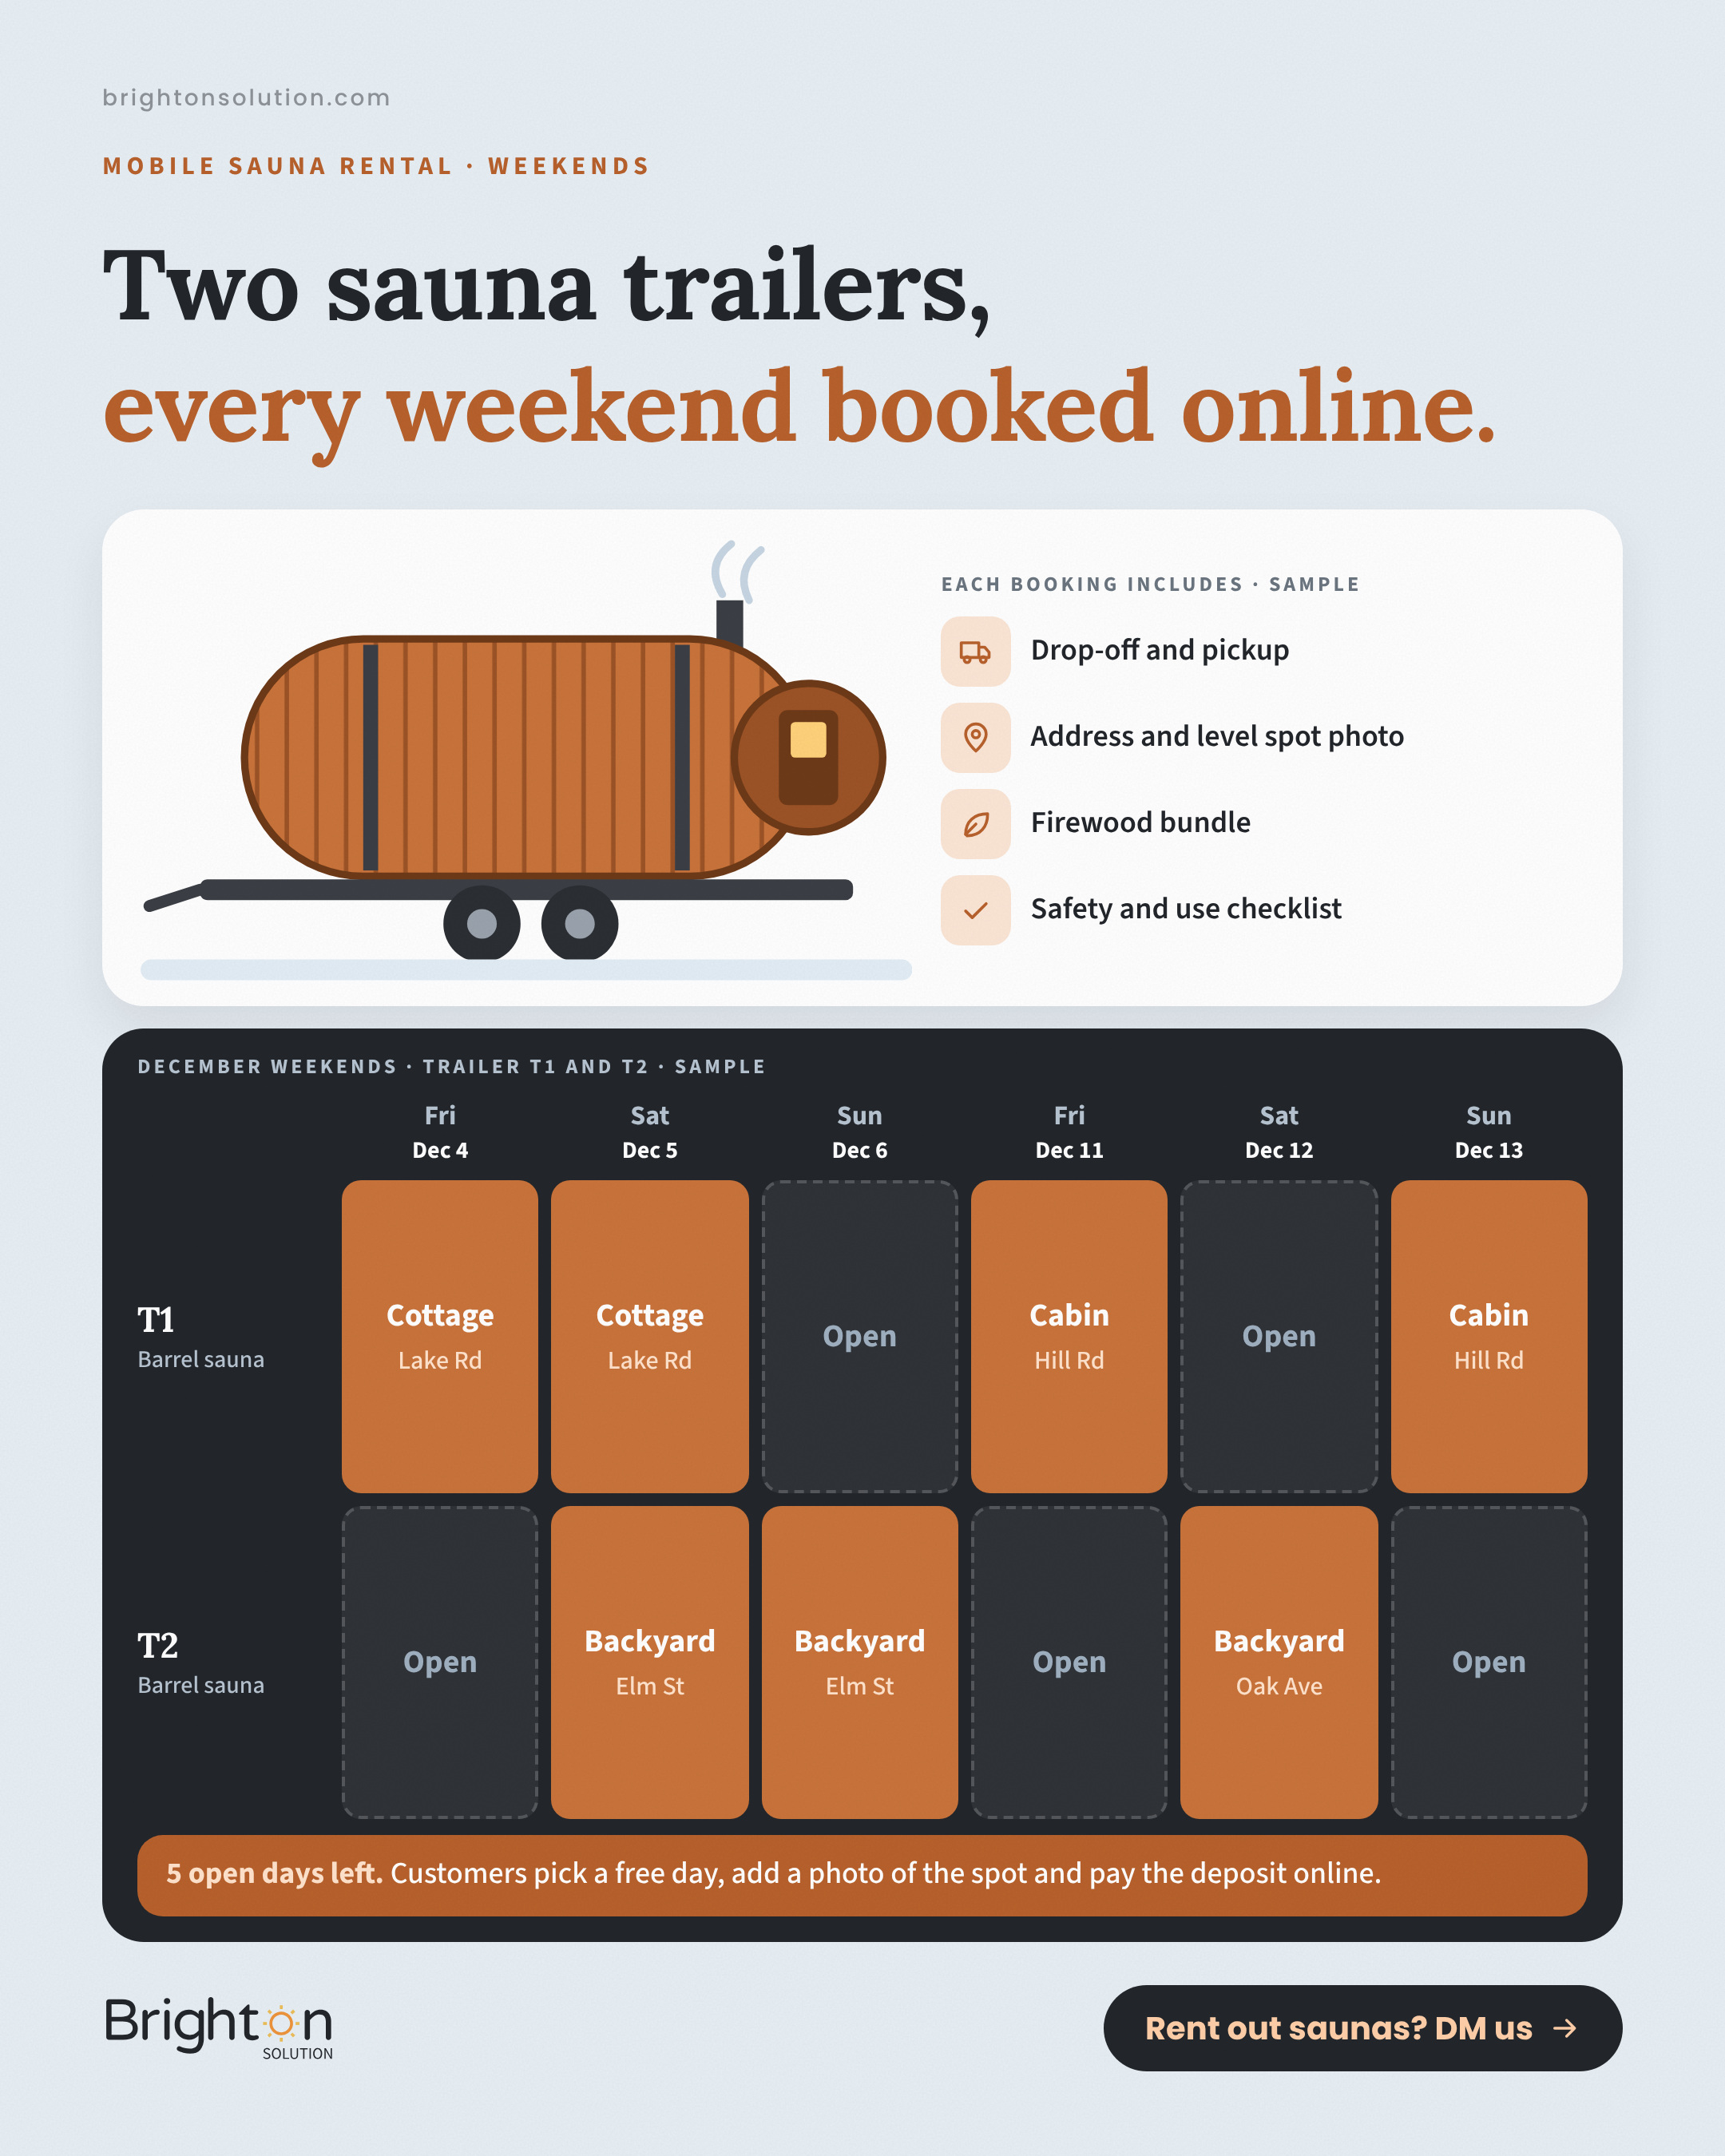 brightonsolution.com
MOBILE SAUNA RENTAL · WEEKENDS
Two sauna trailers,
every weekend booked online.
EACH BOOKING INCLUDES · SAMPLE
Drop-off and pickup
Address and level spot photo
Firewood bundle
Safety and use checklist
DECEMBER WEEKENDS · TRAILER T1 AND T2 · SAMPLE
Fri Sat Sun Fri Sat Sun
Dec 4 Dec 5 Dec 6 Dec 11 Dec 12 Dec 13
T1
Barrel sauna
Cottage
Lake Rd
Cottage
Lake Rd
Open
Cabin
Hill Rd
Open
Cabin
Hill Rd
T2
Barrel sauna
Open
Backyard
Elm St
Backyard
Elm St
Open
Backyard
Oak Ave
Open
5 open days left. Customers pick a free day, add a photo of the spot and pay the deposit online.
Brighton
SOLUTION
Rent out saunas? DM us →